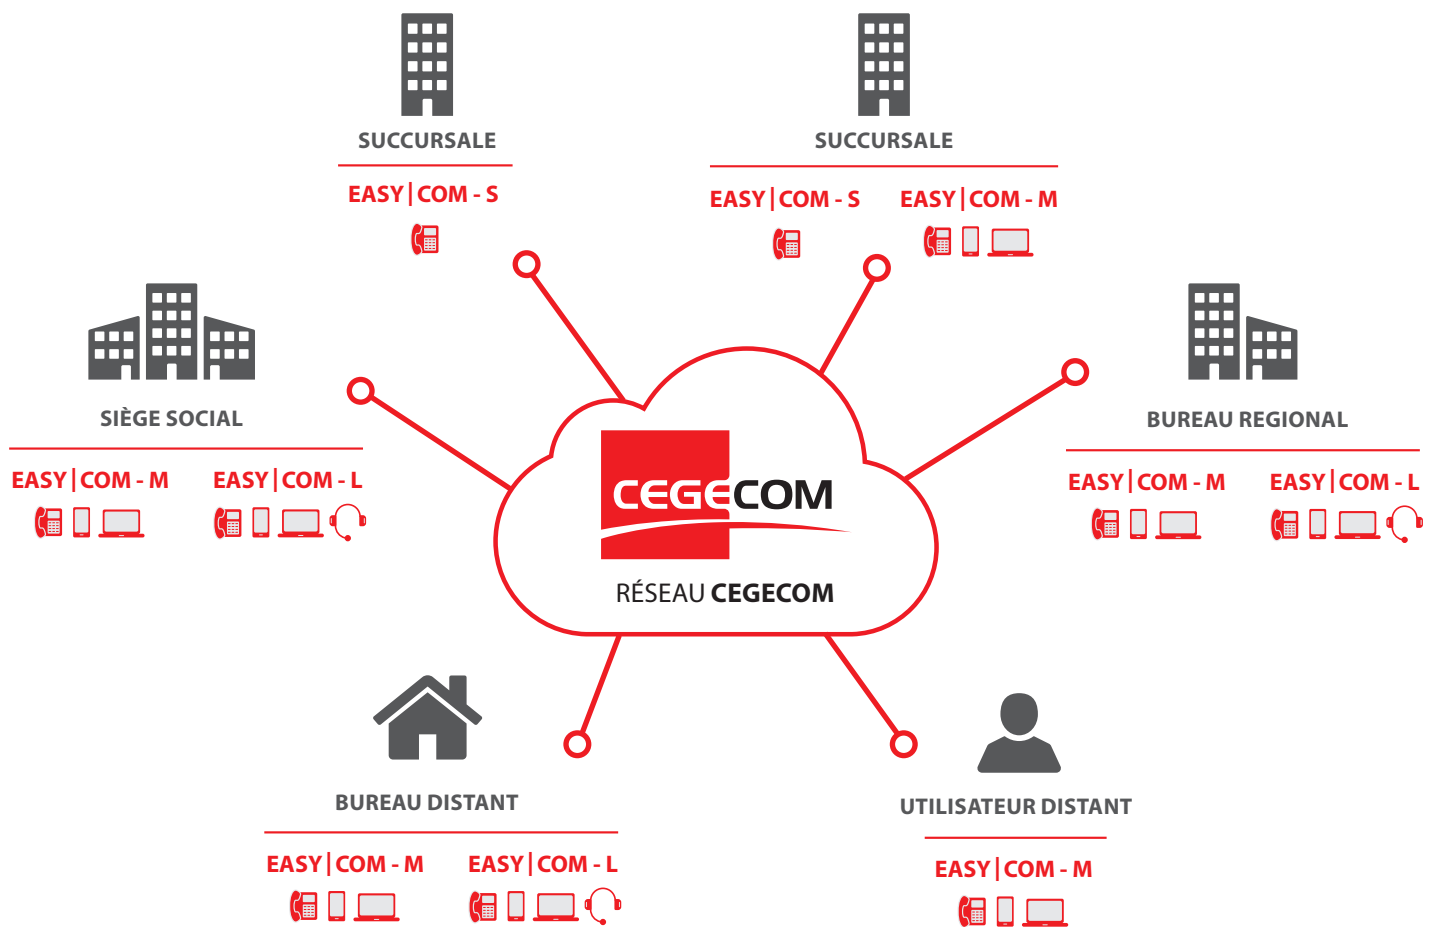 SUCCURSALE
EASY|COM - S
SUCCURSALE
EASY|COM - S
EASY|COM - M
SIÈGE SOCIAL
EASY|COM - M
EASY|COM - L
BUREAU REGIONAL
EASY|COM - M
EASY|COM - L
CEGECOM
RÉSEAU CEGECOM
BUREAU DISTANT
EASY|COM - M
EASY|COM - L
UTILISATEUR DISTANT
EASY|COM - M